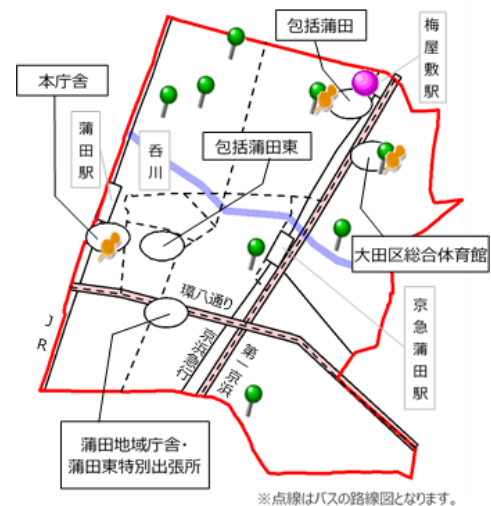 包括蒲田
梅屋敷駅
本庁舎
蒲田駅
呑川
包括蒲田東
大田区総合体育館
環八通り
JR
京浜急行
第一京浜
京急蒲田駅
蒲田地域庁舎・
蒲田東特別出張所
※点線はバスの路線図となります。